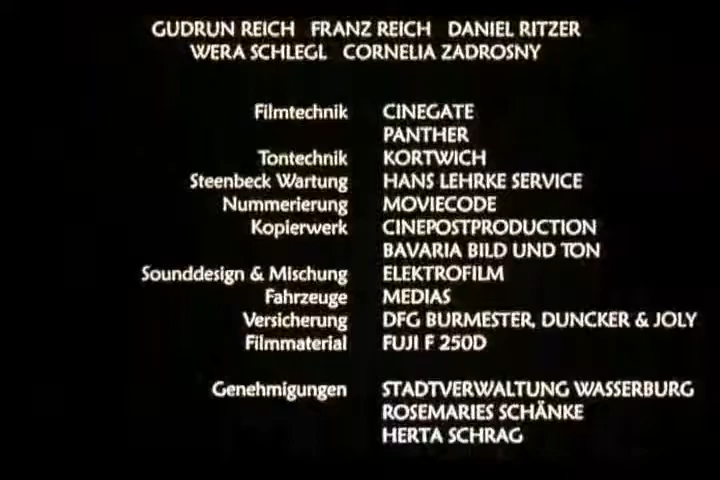 GUDRUN REICH FRANZ REICH DANIEL RITZER
WERA SCHLEGL CORNELIA ZADROSNY
Filmtechnik CINEGATE
PANTHER
Tontechnik KORTWICH
Steenbeck Wartung HANS LEHRKE SERVICE
Nummerierung MOVIECODE
Kopierwerk CINEPOSTPRODUCTION
BAVARIA BILD UND TON
Sounddesign & Mischung ELEKTROFILM
Fahrzeuge MEDIAS
Versicherung DFG BURMESTER, DUNCKER & JOLY
Filmmaterial FUJI F 250D
Genehmigungen STADTVERWALTUNG WASSERBURG
ROSEMARIES SCHÄNKE
HERTA SCHRAG